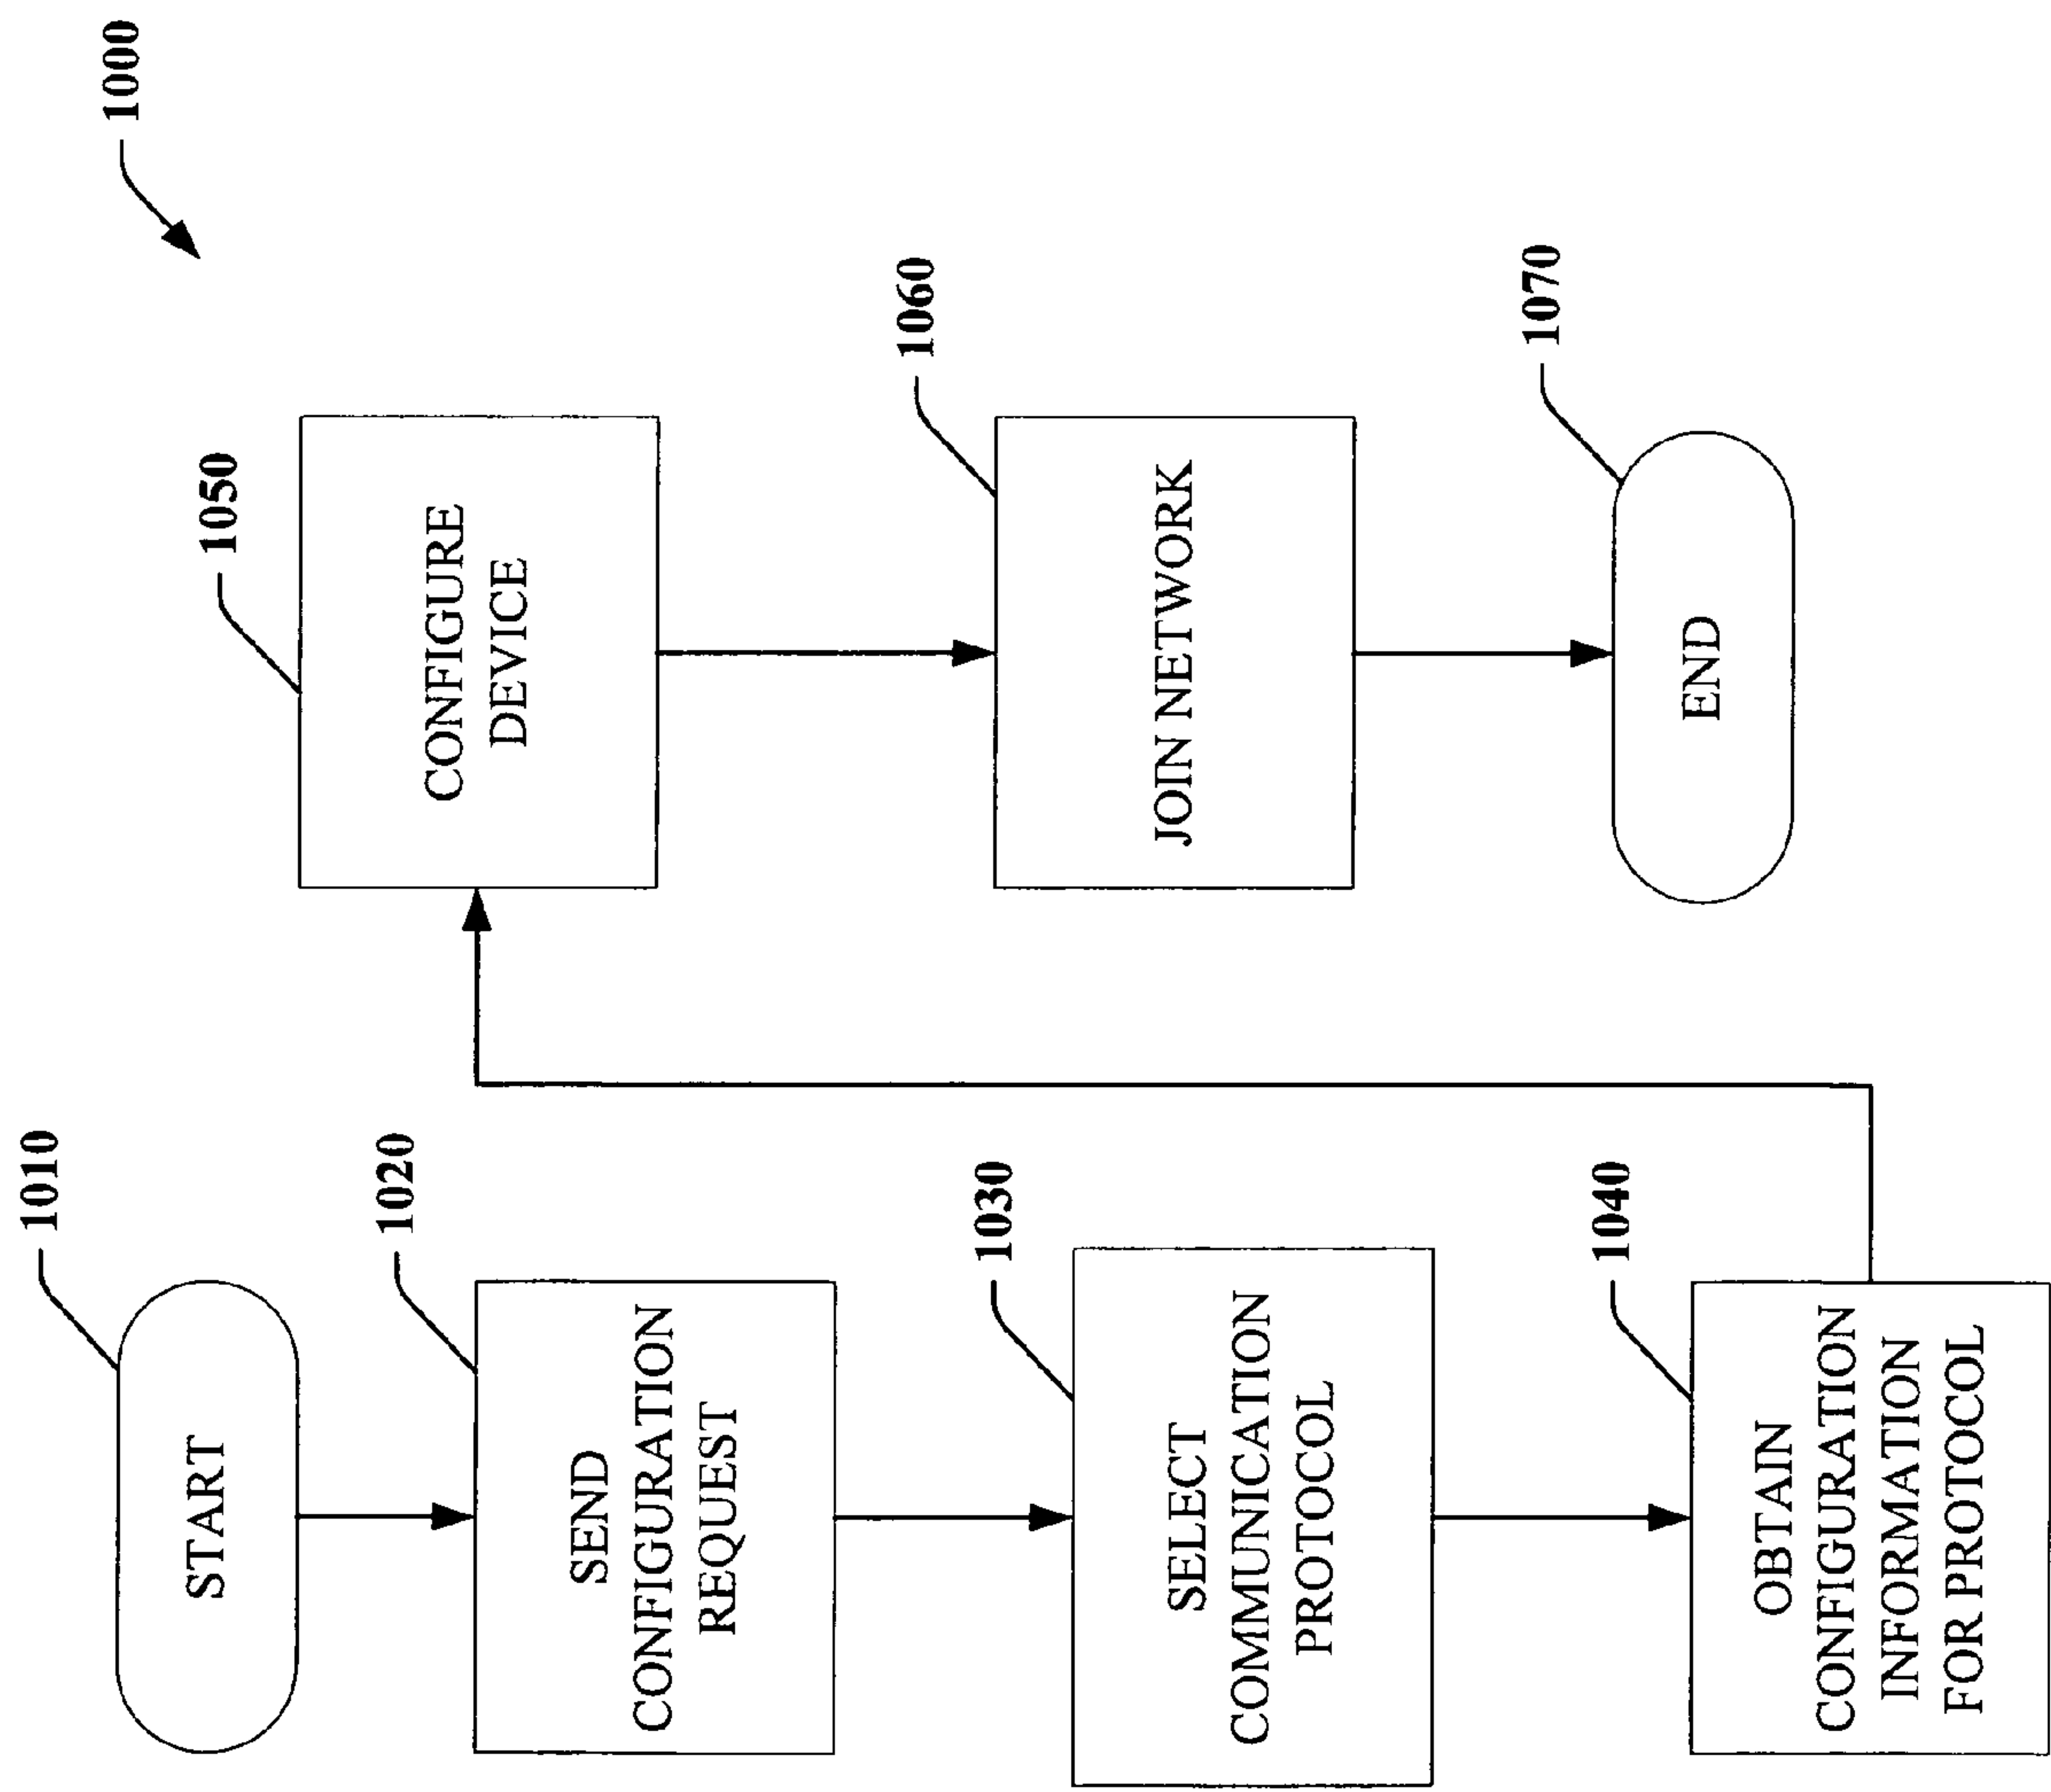 1000
1010
START
1020
SEND
CONFIGURATION
REQUEST
1030
SELECT
COMMUNICATION
PROTOCOL
1040
OBTAIN
CONFIGURATION
INFORMATION
FOR PROTOCOL
1050
CONFIGURE
DEVICE
1060
JOIN NETWORK
1070
END